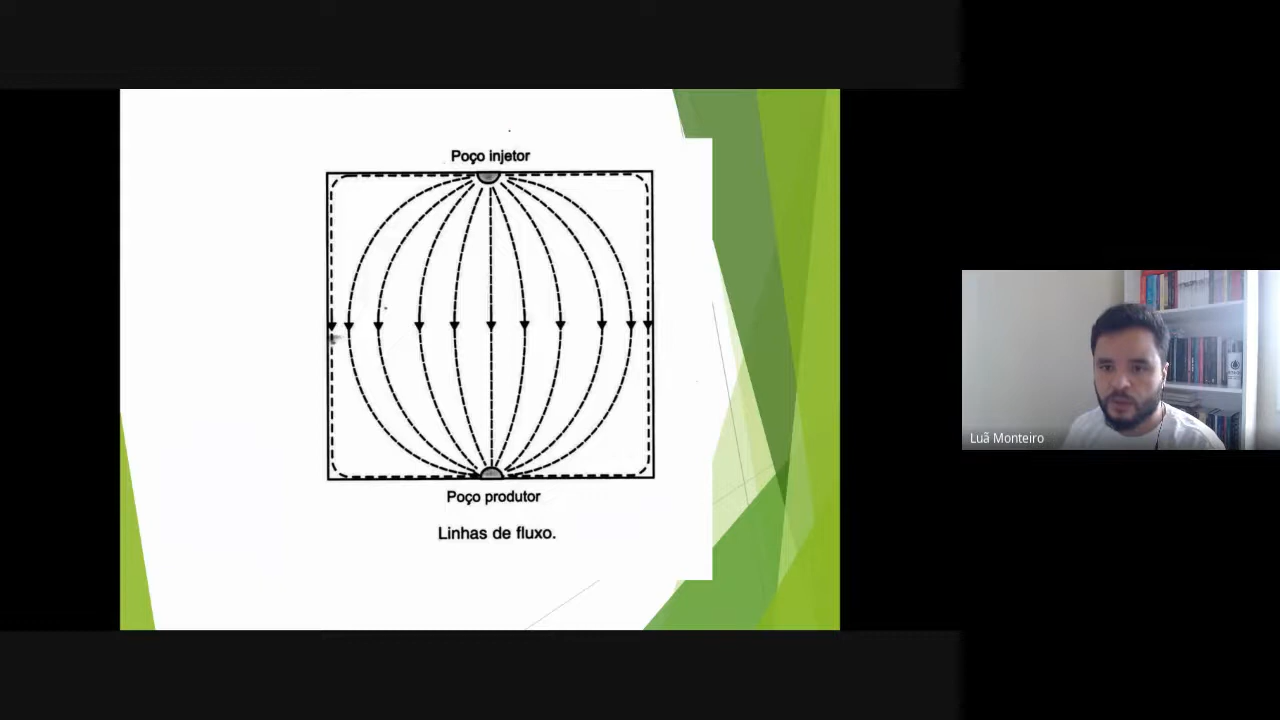 Poço injetor
Poço produtor
Linhas de fluxo.
Luã Monteiro